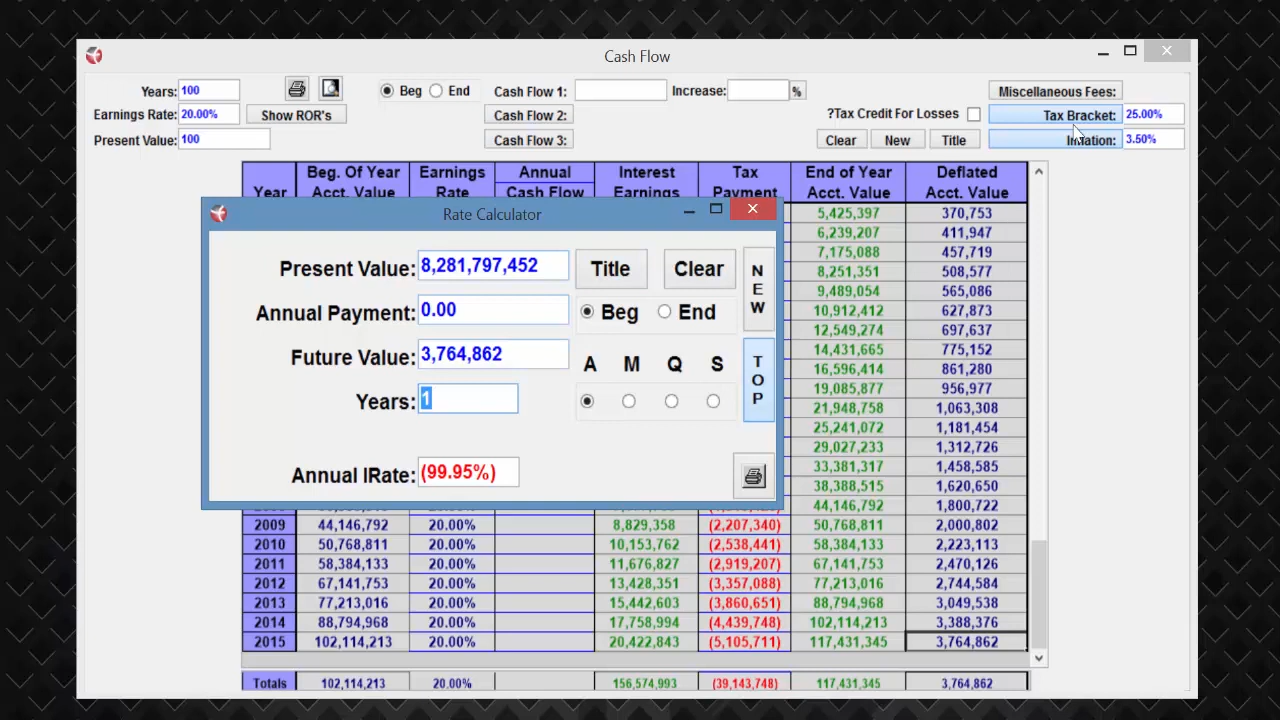 Cash Flow
Years: 100
Beg End Cash Flow 1: Increase: % Miscellaneous Fees:
Earnings Rate: 20.00% Show ROR's Cash Flow 2: ?Tax Credit For Losses Tax Bracket: 25.00%
Present Value: 100 Cash Flow 3: Clear New Title 3.50%
Beg. Of Year Earnings Annual Interest Tax End of Year Deflated
Year Acct. Value Rate Cash Flow Earnings Payment Acct. Value Acct. Value
Rate Calculator
Present Value: 8,281,797,452 Title Clear
Annual Payment: 0.00 Beg End
Future Value: 3,764,862
A M Q S
Years: 1
Annual IRate: (99.95%)
NEW
TOP
5,425,397 370,753
6,239,207 411,947
7,175,088 457,719
8,251,351 508,577
9,489,054 565,086
10,912,412 627,873
12,549,274 697,637
14,431,665 775,152
16,596,414 861,280
19,085,877 956,977
21,948,758 1,063,308
25,241,072 1,181,454
29,027,233 1,312,726
33,381,317 1,458,585
38,388,515 1,620,650
44,146,792 1,800,722
2009 44,146,792 20.00% 8,829,358 (2,207,340) 50,768,811 2,000,802
2010 50,768,811 20.00% 10,153,762 (2,538,441) 58,384,133 2,223,113
2011 58,384,133 20.00% 11,676,827 (2,919,207) 67,141,753 2,470,126
2012 67,141,753 20.00% 13,428,351 (3,357,088) 77,213,016 2,744,584
2013 77,213,016 20.00% 15,442,603 (3,860,651) 88,794,968 3,049,538
2014 88,794,968 20.00% 17,758,994 (4,439,748) 102,114,213 3,388,376
2015 102,114,213 20.00% 20,422,843 (5,105,711) 117,431,345 3,764,862
Totals 102,114,213 20.00% 156,574,993 (39,143,748) 117,431,345 3,764,862